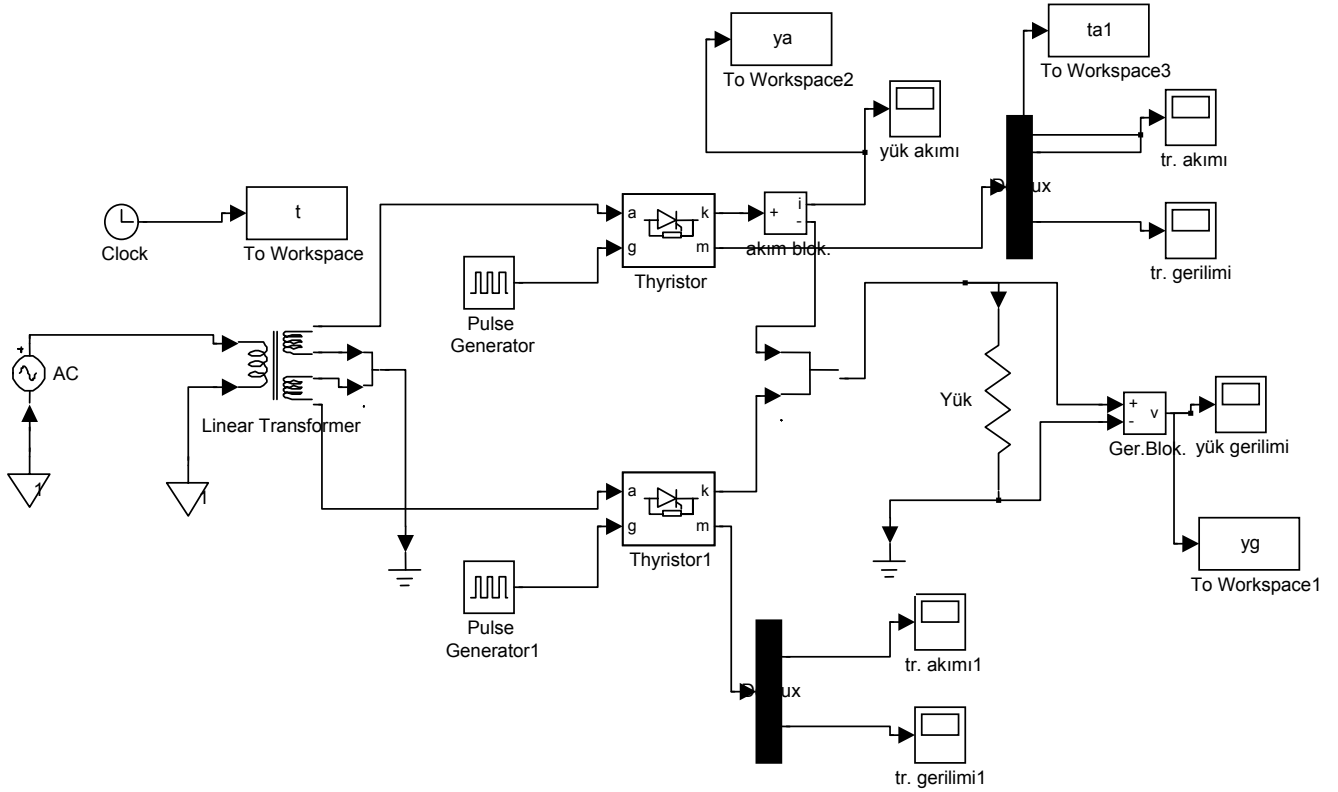 ya
To Workspace2
ta1
To Workspace3
yük akımı
tr. akımı
t
To Workspace
Clock
a
k
g
m
Thyristor
+
i
-
akım blok.
tr. gerilimi
Pulse
Generator
+
AC
Linear Transformer
1
1
Yük
+
-
v
Ger.Blok.
yük gerilimi
a
k
g
m
Thyristor1
yg
To Workspace1
Pulse
Generator1
tr. akımı1
tr. gerilimi1